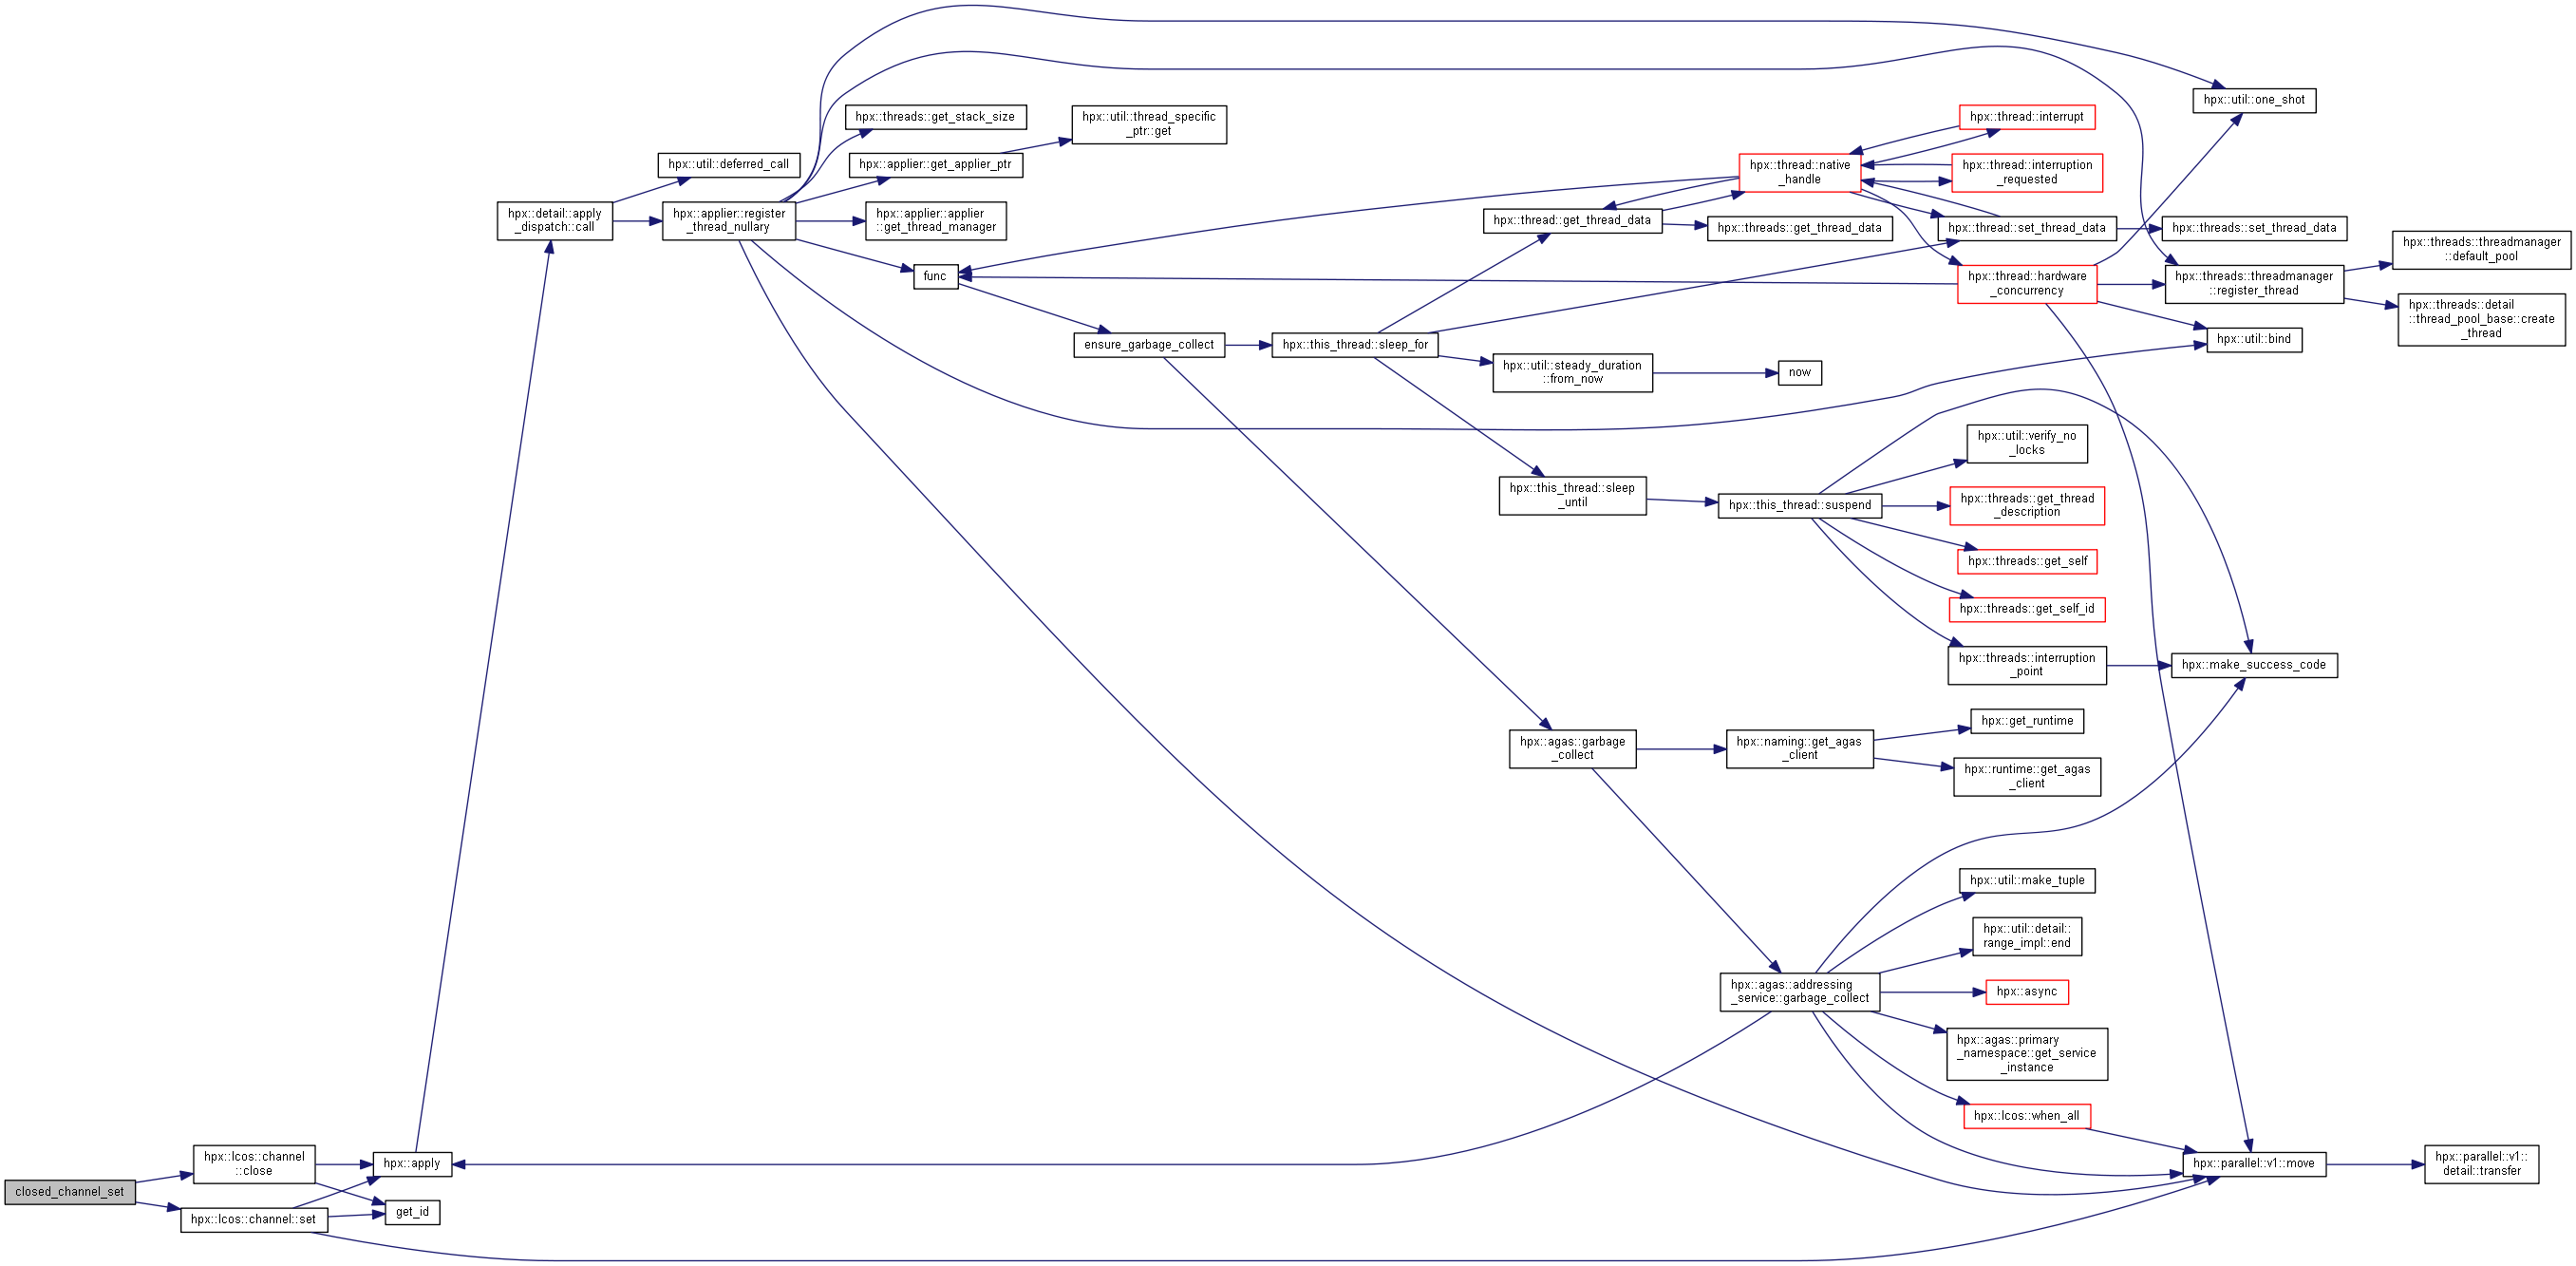 closed_channel_set
hpx::lcos::channel
::close
hpx::lcos::channel::set
hpx::apply
get_id
hpx::detail::apply
_dispatch::call
hpx::util::deferred_call
hpx::applier::register
_thread_nullary
hpx::threads::get_stack_size
hpx::applier::get_applier_ptr
hpx::applier::applier
::get_thread_manager
func
hpx::util::thread_specific
_ptr::get
ensure_garbage_collect
hpx::this_thread::sleep_for
hpx::thread::get_thread_data
hpx::util::steady_duration
::from_now
hpx::this_thread::sleep
_until
hpx::agas::garbage
_collect
hpx::thread::native
_handle
hpx::threads::get_thread_data
now
hpx::this_thread::suspend
hpx::naming::get_agas
_client
hpx::agas::addressing
_service::garbage_collect
hpx::thread::interrupt
hpx::thread::interruption
_requested
hpx::thread::set_thread_data
hpx::thread::hardware
_concurrency
hpx::util::verify_no
_locks
hpx::threads::get_thread
_description
hpx::threads::get_self
hpx::threads::get_self_id
hpx::threads::interruption
_point
hpx::get_runtime
hpx::runtime::get_agas
_client
hpx::util::make_tuple
hpx::util::detail::
range_impl::end
hpx::async
hpx::agas::primary
_namespace::get_service
_instance
hpx::lcos::when_all
hpx::util::one_shot
hpx::threads::set_thread_data
hpx::threads::threadmanager
::register_thread
hpx::util::bind
hpx::make_success_code
hpx::parallel::v1::move
hpx::threads::threadmanager
::default_pool
hpx::threads::detail
::thread_pool_base::create
_thread
hpx::parallel::v1::
detail::transfer